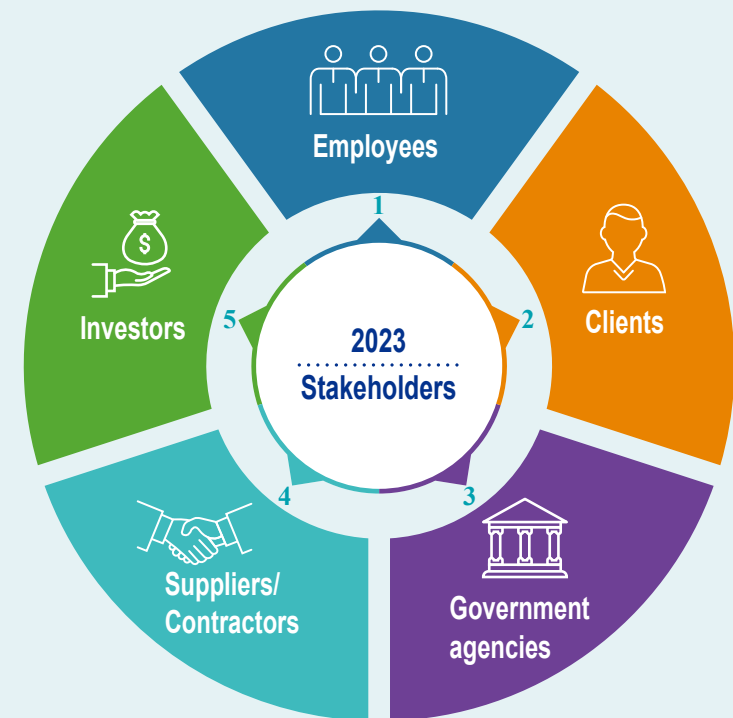 Employees
1
Clients
2
Government
agencies
3
Suppliers/
Contractors
4
Investors
5
2023
Stakeholders
$